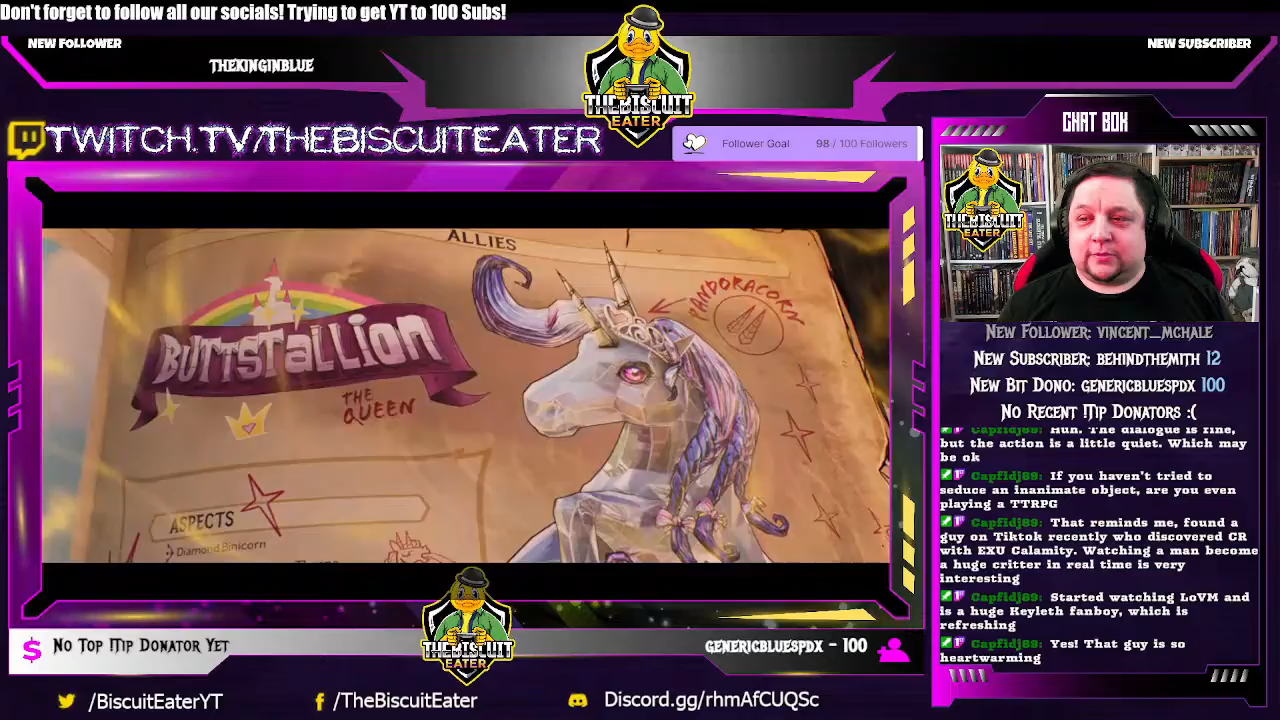 Don't forget to follow all our socials! Trying to get YT to 100 Subs!
NEW FOLLOWER
THEKINGINBLUE
NEW SUBSCRIBER
THEBISCUIT
EATER
TWITCH.TV/THEBISCUITEATER
Follower Goal 98 / 100 Followers
CHAT BOX
THEBISCUIT
EATER
ALLIES
BUTTSTALLION
THE
QUEEN
PANDORACORN
ASPECTS
Diamond Binicorn
NEW FOLLOWER: VINCENT_MCHALE
NEW SUBSCRIBER: BEHINDTHEMITH 12
NEW BIT DONO: GENERICBLUESPDX 100
NO RECENT TIP DONATORS :(
Capfidj89: Huh. The dialogue is fine,
but the action is a little quiet. Which may
be ok
Capfidj89: If you haven't tried to
seduce an inanimate object, are you even
playing a TTRPG
Capfidj89: That reminds me, found a
guy on Tiktok recently who discovered CR
with EXU Calamity. Watching a man become
a huge critter in real time is very
interesting
Capfidj89: Started watching LoVM and
is a huge Keyleth fanboy, which is
refreshing
Capfidj89: Yes! That guy is so
heartwarming
$ NO TOP TIP DONATOR YET
THEBISCUIT
EATER
GENERICBLUESPDX - 100
/BiscuitEaterYT
/TheBiscuitEater
Discord.gg/rhmAfCUQSc